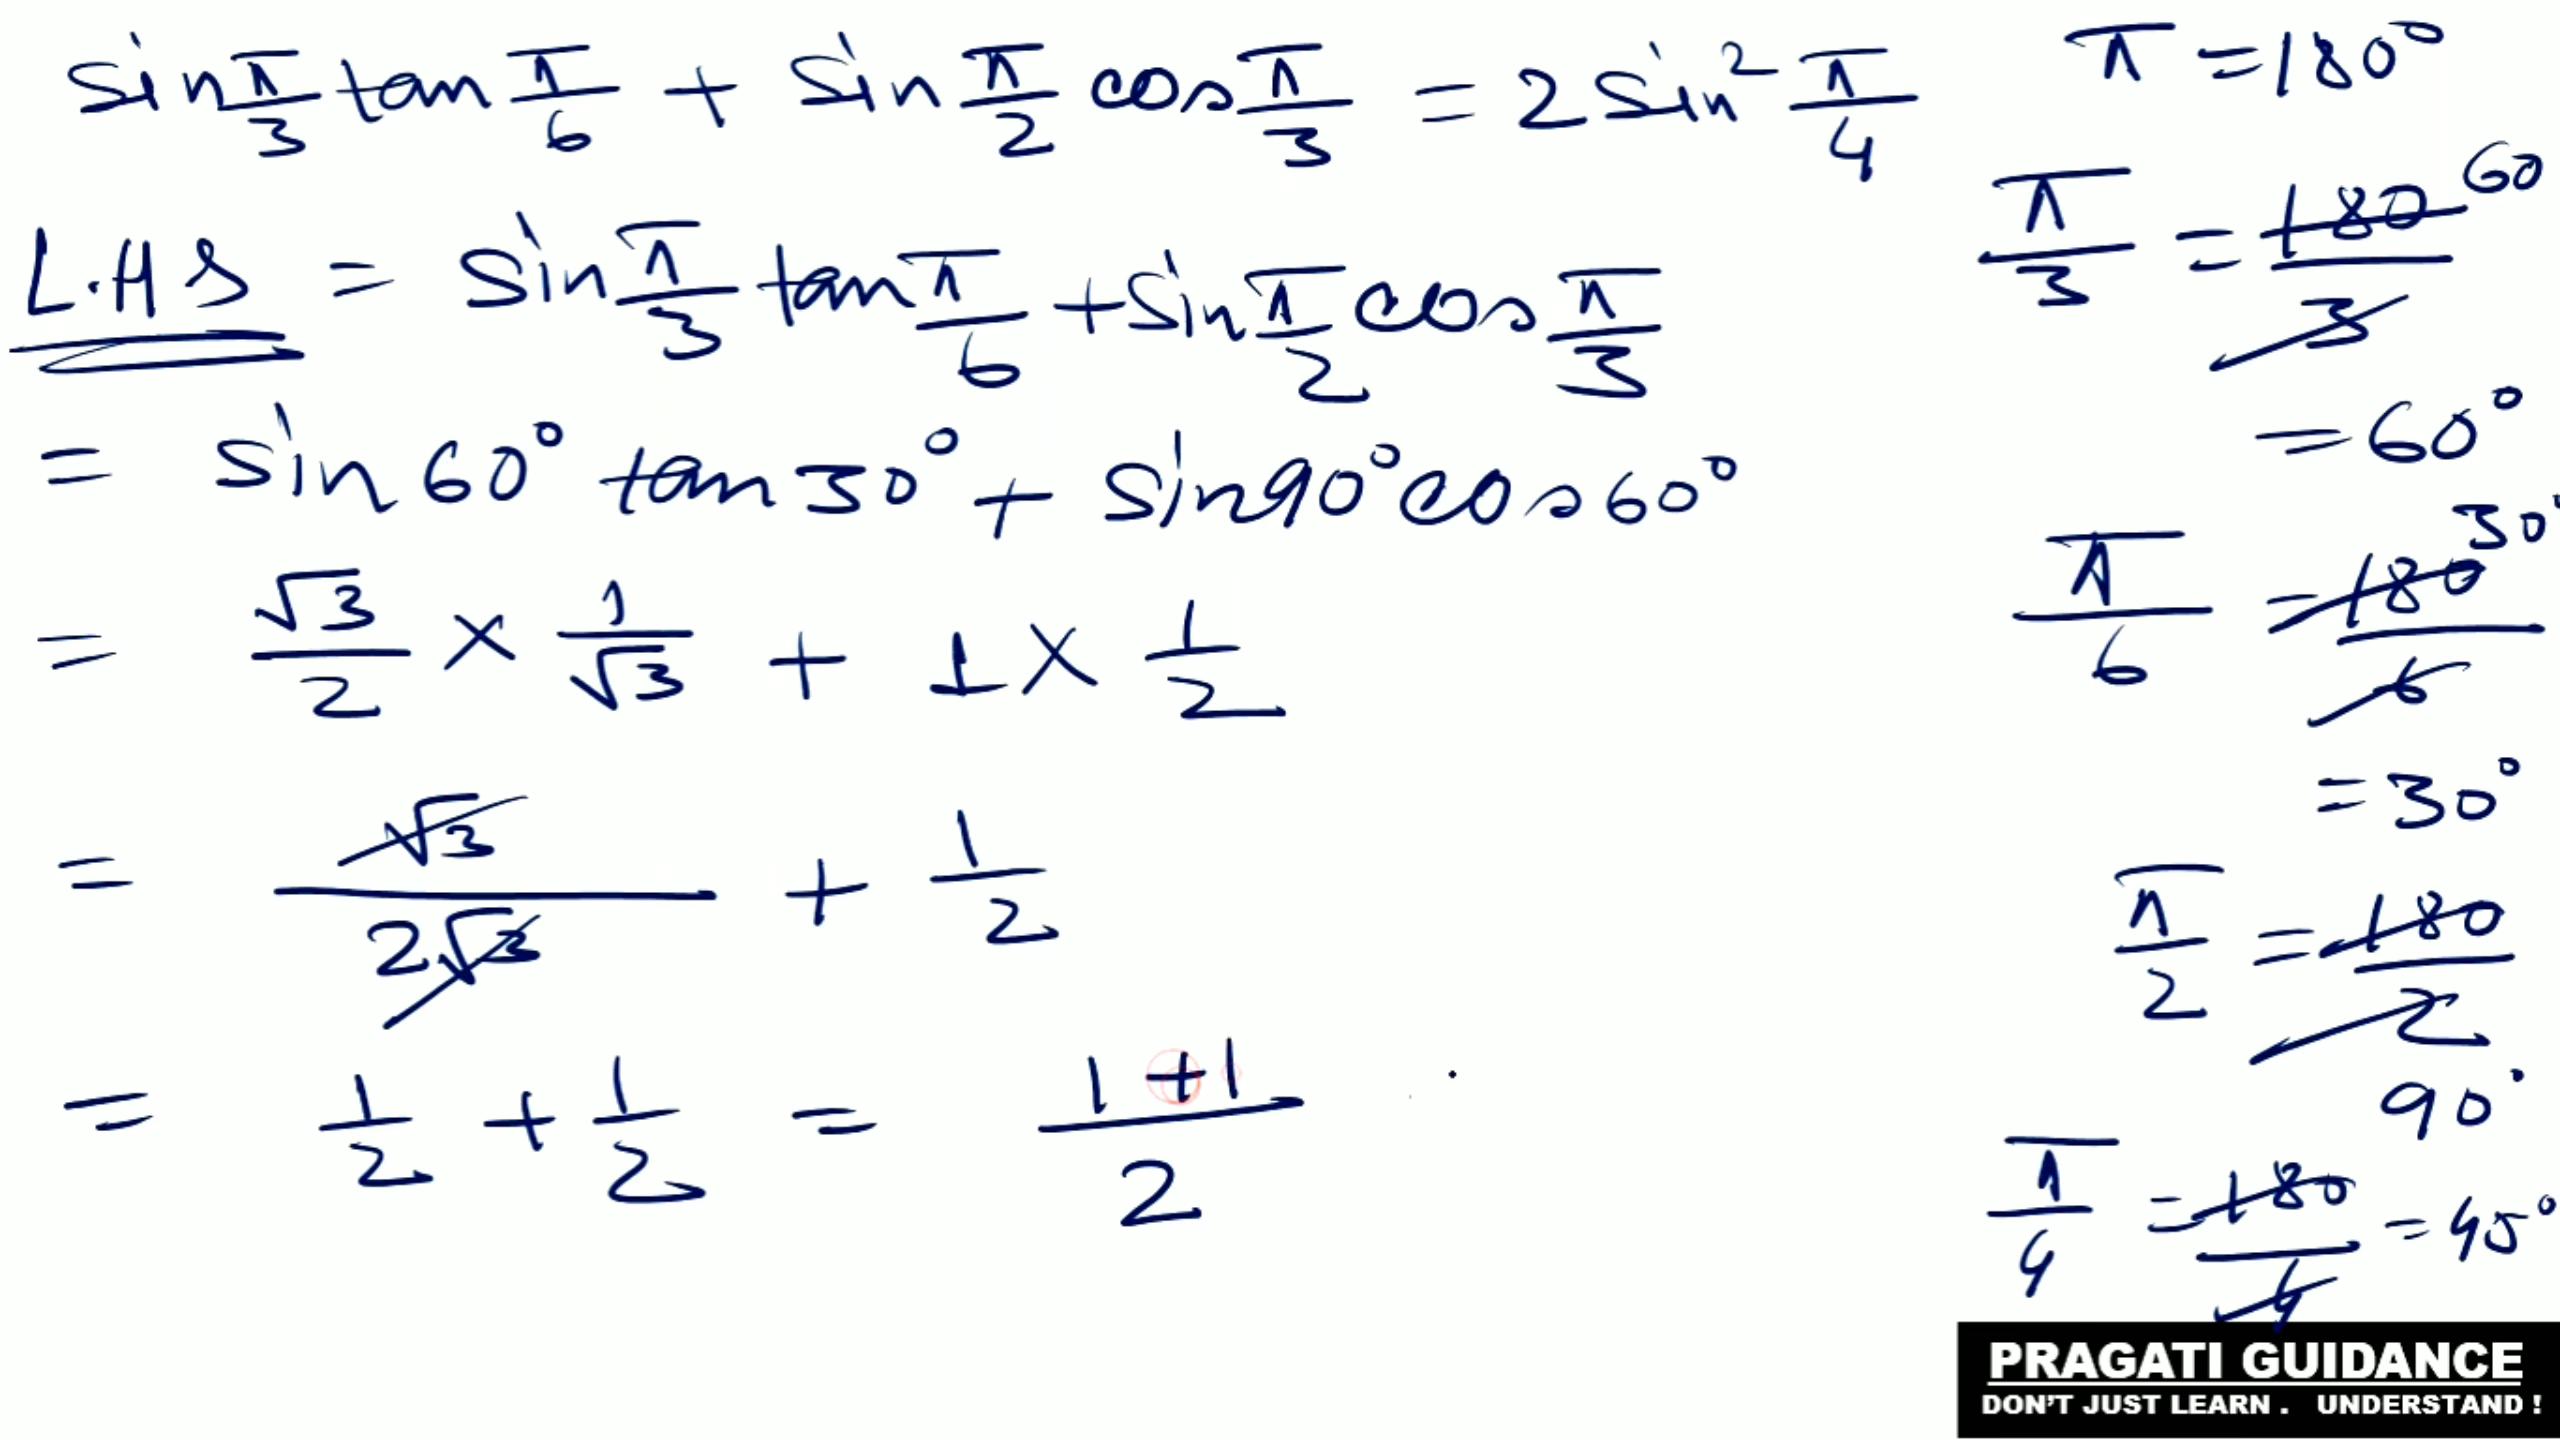 sin π/3 tan π/6 + sin π/2 cos π/3 = 2 sin² π/4
L.H.S = sin π/3 tan π/6 + sin π/2 cos π/3
= sin 60° tan 30° + sin 90° cos 60°
= √3/2 × 1/√3 + 1 × 1/2
= √3/2√3 + 1/2
= 1/2 + 1/2 = 1+1/2
π = 180°
π/3 = 180/3 60
= 60°
π/6 = 180/6 30°
= 30°
π/2 = 180/2
90°
π/4 = 180/4 = 45°
PRAGATI GUIDANCE
DON'T JUST LEARN . UNDERSTAND !